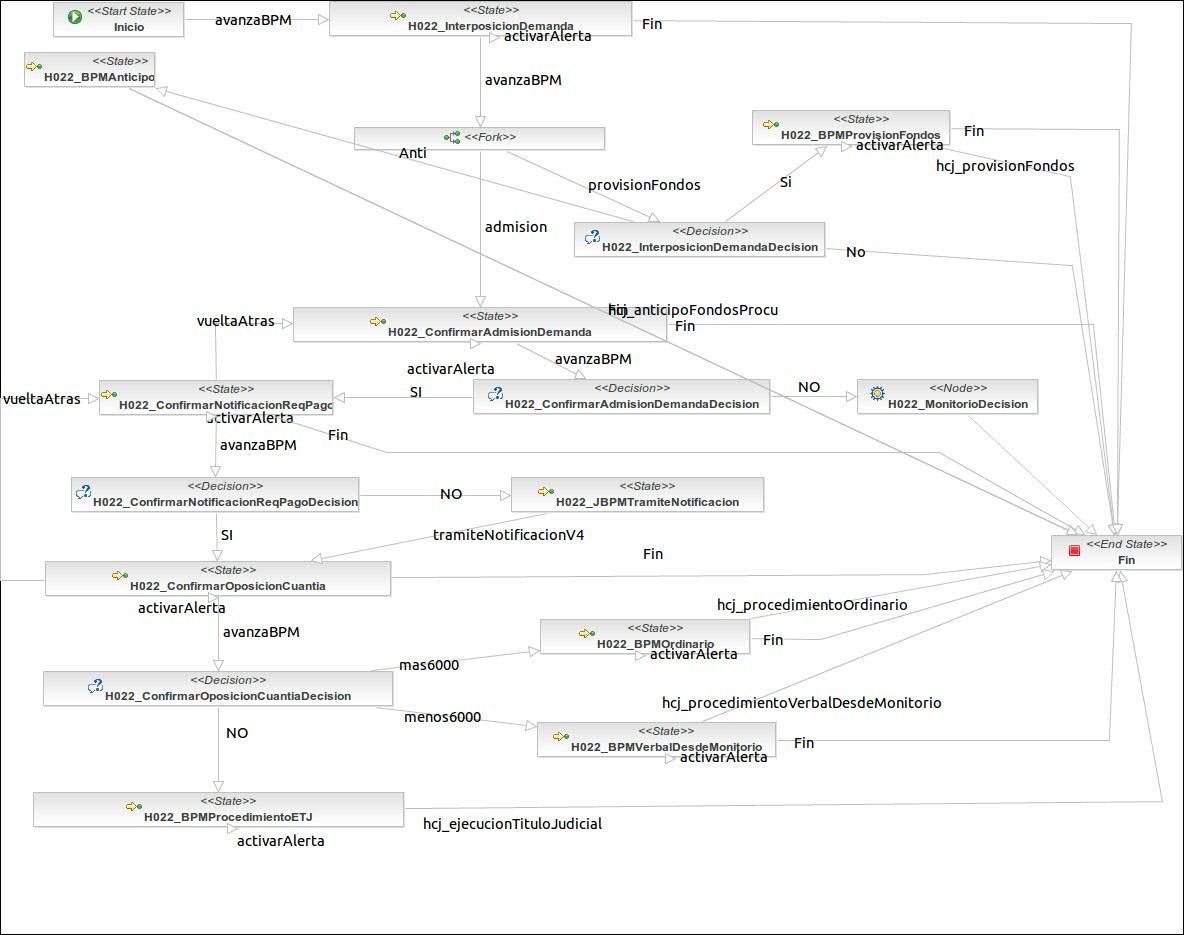 <<Start State>>
Inicio
avanzaBPM
<<State>>
H022_InterposicionDemanda
activarAlerta
Fin
<<State>>
H022_BPMAnticipo
avanzaBPM
<<Fork>>
Anti
<<State>>
H022_BPMProvisionFondos
activarAlerta
Fin
hcj_provisionFondos
provisionFondos
Si
admision
<<Decision>>
H022_InterposicionDemandaDecision
No
vueltaAtras
<<State>>
H022_ConfirmarAdmisionDemanda
hcj_anticipoFondosProcu
Fin
activarAlerta
avanzaBPM
vueltaAtras
<<State>>
H022_ConfirmarNotificacionReqPago
activarAlerta
SI
<<Decision>>
H022_ConfirmarAdmisionDemandaDecision
NO
<<Node>>
H022_MonitorioDecision
avanzaBPM
Fin
<<Decision>>
H022_ConfirmarNotificacionReqPagoDecision
NO
<<State>>
H022_JBPMTramiteNotificacion
SI
tramiteNotificacionV4
Fin
<<End State>>
Fin
<<State>>
H022_ConfirmarOposicionCuantia
activarAlerta
avanzaBPM
hcj_procedimientoOrdinario
<<State>>
H022_BPMOrdinario
activarAlerta
Fin
mas6000
<<Decision>>
H022_ConfirmarOposicionCuantiaDecision
menos6000
hcj_procedimientoVerbalDesdeMonitorio
<<State>>
H022_BPMVerbalDesdeMonitorio
activarAlerta
Fin
NO
<<State>>
H022_BPMProcedimientoETJ
activarAlerta
hcj_ejecucionTituloJudicial